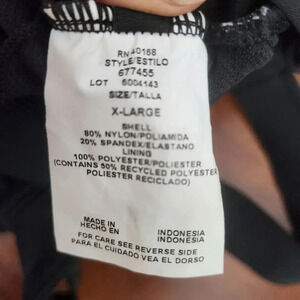 RN 40168
STYLE/ESTILO
677455
LOT 6004143
SIZE/TALLA
X-LARGE
SHELL
80% NYLON/POLIAMIDA
20% SPANDEX/ELASTANO
LINING
100% POLYESTER/POLIESTER
(CONTAINS 50% RECYCLED POLYESTER
POLIESTER RECICLADO)
MADE IN INDONESIA
HECHO EN INDONESIA
FOR CARE SEE REVERSE SIDE
PARA EL CUIDADO VEA EL DORSO